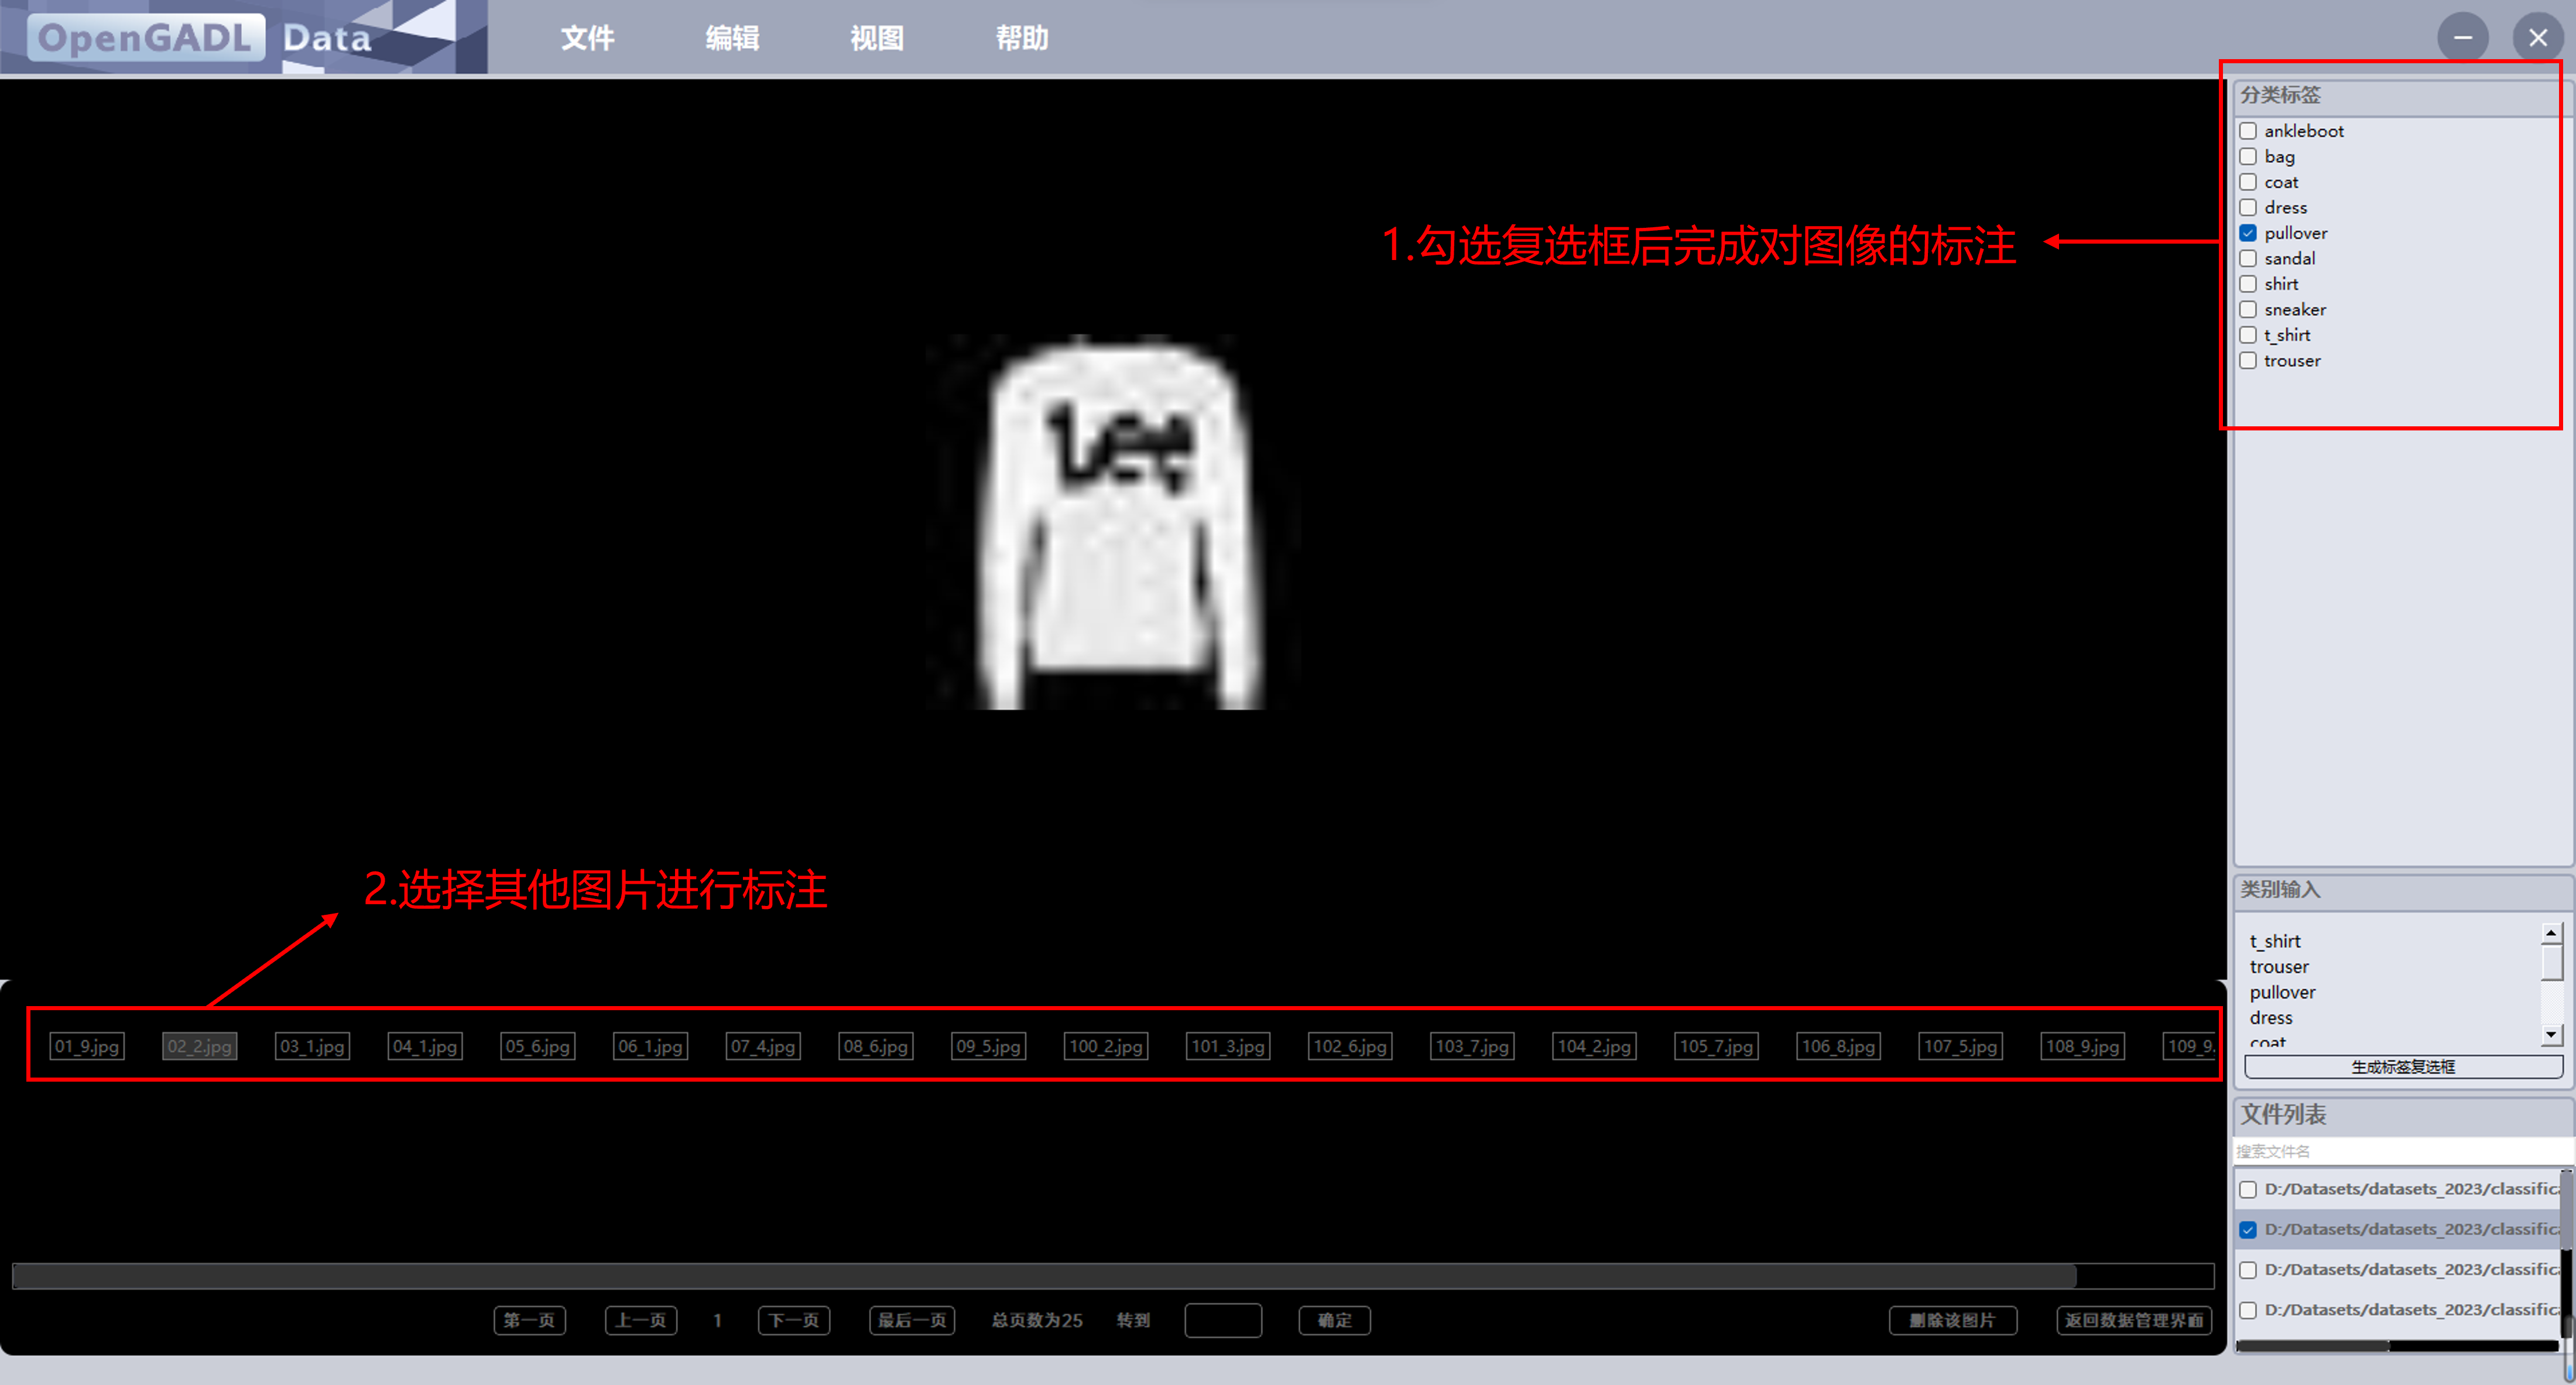 OpenGADL Data 文件 编辑 视图 帮助
分类标签
ankleboot
bag
coat
dress
pullover
sandal
shirt
sneaker
t_shirt
trouser
1.勾选复选框后完成对图像的标注
2.选择其他图片进行标注
类别输入
t_shirt
trouser
pullover
dress
coat
生成标签复选框
01_9.jpg 02_2.jpg 03_1.jpg 04_1.jpg 05_6.jpg 06_1.jpg 07_4.jpg 08_6.jpg 09_5.jpg 100_2.jpg 101_3.jpg 102_6.jpg 103_7.jpg 104_2.jpg 105_7.jpg 106_8.jpg 107_5.jpg 108_9.jpg 109_9.
文件列表
搜索文件名
D:/Datasets/datasets_2023/classific
D:/Datasets/datasets_2023/classific
D:/Datasets/datasets_2023/classific
D:/Datasets/datasets_2023/classific
第一页 上一页 1 下一页 最后一页 总页数为25 转到 确定 删除该图片 返回数据管理界面